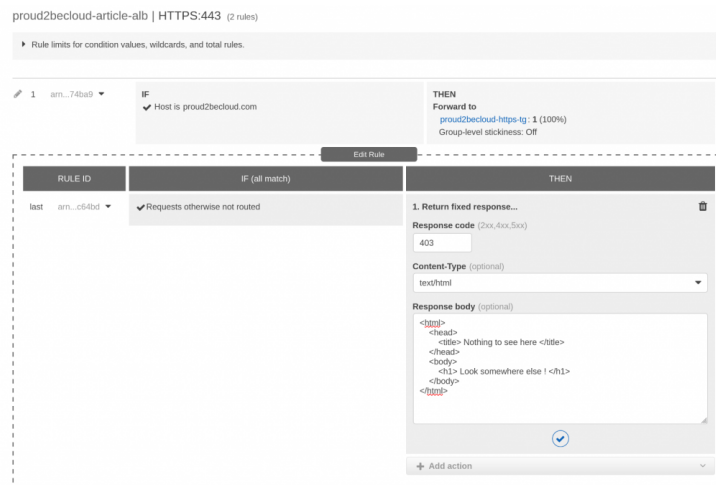 proud2becloud-article-alb | HTTPS:443 (2 rules)
Rule limits for condition values, wildcards, and total rules.
1 arn...74ba9
IF
Host is proud2becloud.com
THEN
Forward to
proud2becloud-https-tg: 1 (100%)
Group-level stickiness: Off
Edit Rule
RULE ID IF (all match) THEN
last arn...c64bd
Requests otherwise not routed
1. Return fixed response...
Response code (2xx,4xx,5xx)
403
Content-Type (optional)
text/html
Response body (optional)
<html>
<head>
<title> Nothing to see here </title>
</head>
<body>
<h1> Look somewhere else ! </h1>
</body>
</html>
Add action